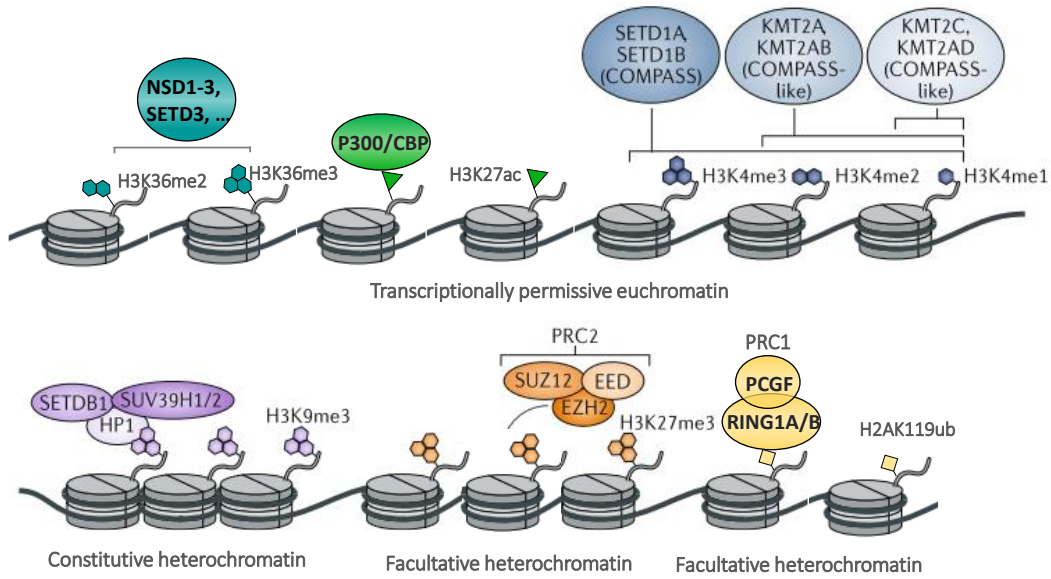 SETD1A,
SETD1B
(COMPASS)
KMT2A,
KMT2AB
(COMPASS-
like)
KMT2C,
KMT2AD
(COMPASS-
like)
NSD1-3,
SETD3, ...
P300/CBP
H3K36me2
H3K36me3
H3K27ac
H3K4me3
H3K4me2
H3K4me1
Transcriptionally permissive euchromatin
SETDB1
SUV39H1/2
HP1
H3K9me3
Constitutive heterochromatin
PRC2
SUZ12
EED
EZH2
H3K27me3
Facultative heterochromatin
PRC1
PCGF
RING1A/B
H2AK119ub
Facultative heterochromatin